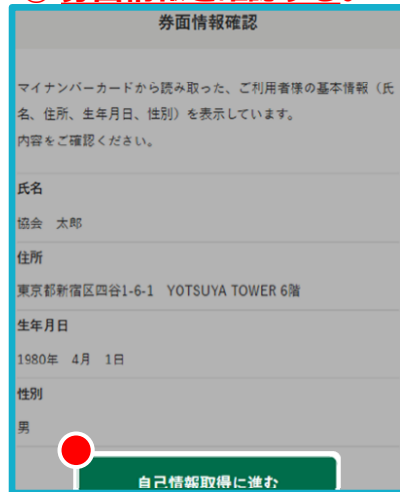 券面情報確認
マイナンバーカードから読み取った、ご利用者様の基本情報（氏
名、住所、生年月日、性別）を表示しています。
内容をご確認ください。
氏名
協会　太郎
住所
東京都新宿区四谷1-6-1　YOTSUYA TOWER 6階
生年月日
1980年　4月　1日
性別
男
自己情報取得に進む